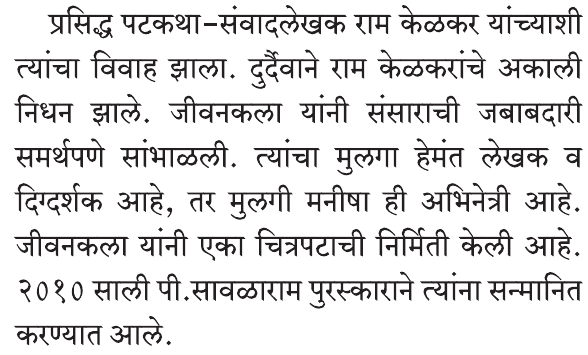 प्रसिद्ध पटकथा-संवादलेखक राम केळकर यांच्याशी
त्यांचा विवाह झाला. दुर्दैवाने राम केळकरांचे अकाली
निधन झाले. जीवनकला यांनी संसाराची जबाबदारी
समर्थपणे सांभाळली. त्यांचा मुलगा हेमंत लेखक व
दिग्दर्शक आहे, तर मुलगी मनीषा ही अभिनेत्री आहे.
जीवनकला यांनी एका चित्रपटाची निर्मिती केली आहे.
२०१० साली पी.सावळाराम पुरस्काराने त्यांना सन्मानित
करण्यात आले.